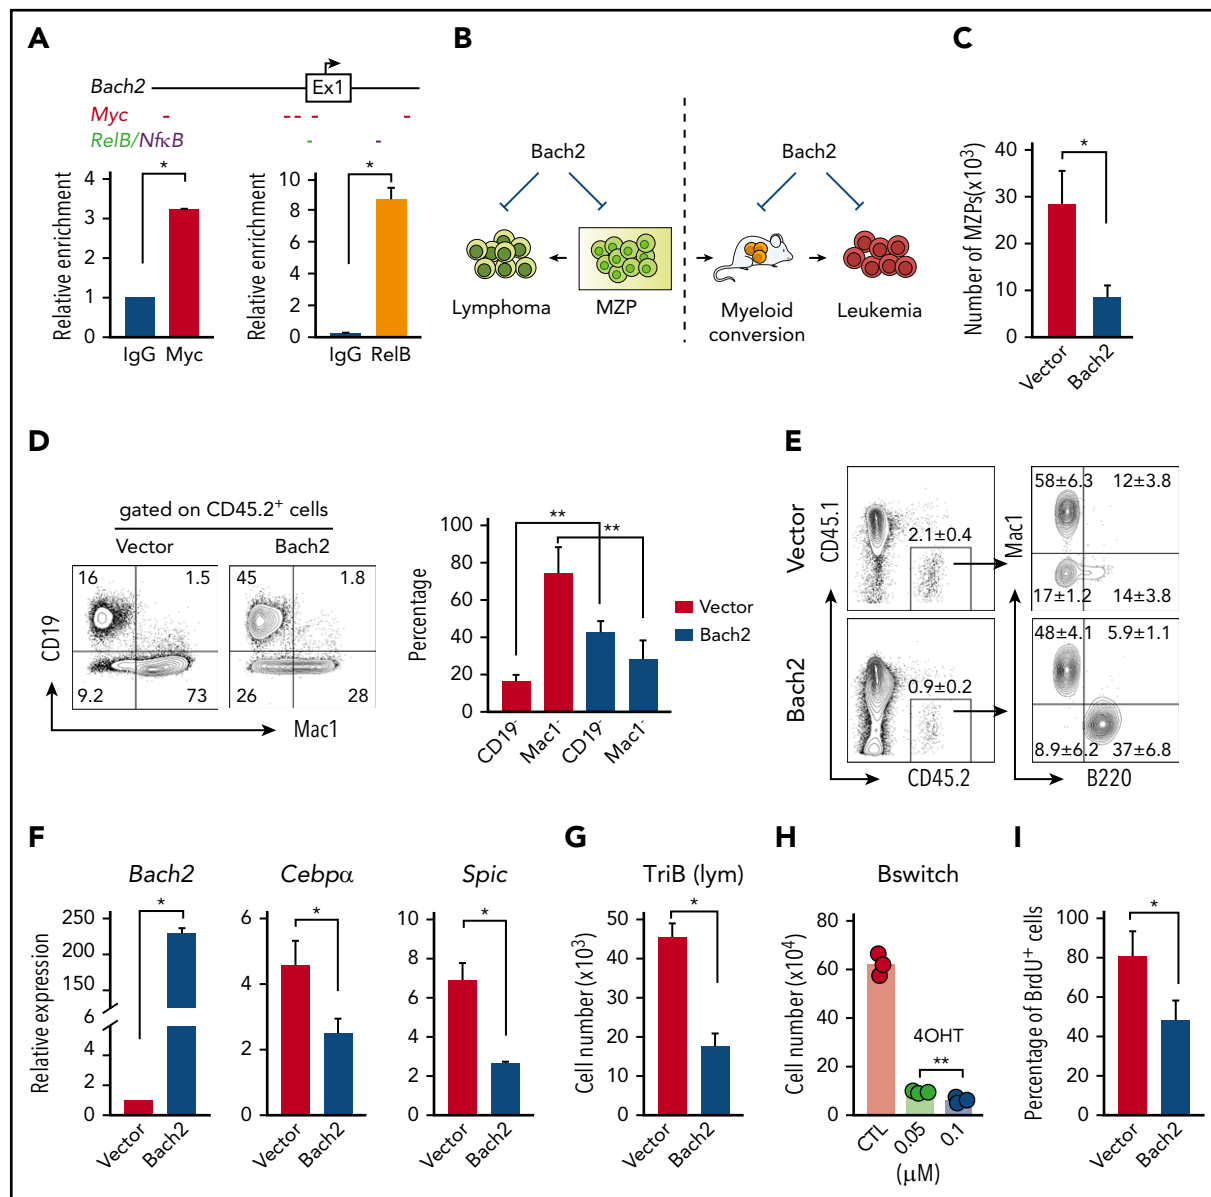 A
Bach2
Ex1
Myc
RelB/NfκB
Relative enrichment
4
3
2
1
0
*
IgG Myc
Relative enrichment
10
8
6
4
2
0
*
IgG RelB
B
Bach2
Bach2
Lymphoma
MZP
Myeloid
conversion
Leukemia
C
Number of MZPs(x10³)
40
30
20
10
0
*
Vector
Bach2
D
gated on CD45.2⁺ cells
Vector
Bach2
16
1.5
9.2
73
45
1.8
26
28
CD19
Mac1
Percentage
100
80
60
40
20
0
**
**
CD19⁻
Mac1⁻
CD19⁻
Mac1⁻
Vector
Bach2
E
Vector
CD45.1
2.1±0.4
Mac1
58±6.3
12±3.8
17±1.2
14±3.8
Bach2
0.9±0.2
48±4.1
5.9±1.1
8.9±6.2
37±6.8
CD45.2
B220
F
Bach2
Relative expression
250
200
150
6
4
2
0
*
Vector
Bach2
Cebpα
6
4
2
0
*
Vector
Bach2
Spic
10
8
6
4
2
0
*
Vector
Bach2
G
TriB (lym)
Cell number (x10³)
50
40
30
20
10
0
*
Vector
Bach2
H
Bswitch
Cell number (x10⁴)
80
60
40
20
0
4OHT
**
CTL
0.05
0.1
(μM)
I
Percentage of BrdU⁺ cells
100
80
60
40
20
0
*
Vector
Bach2